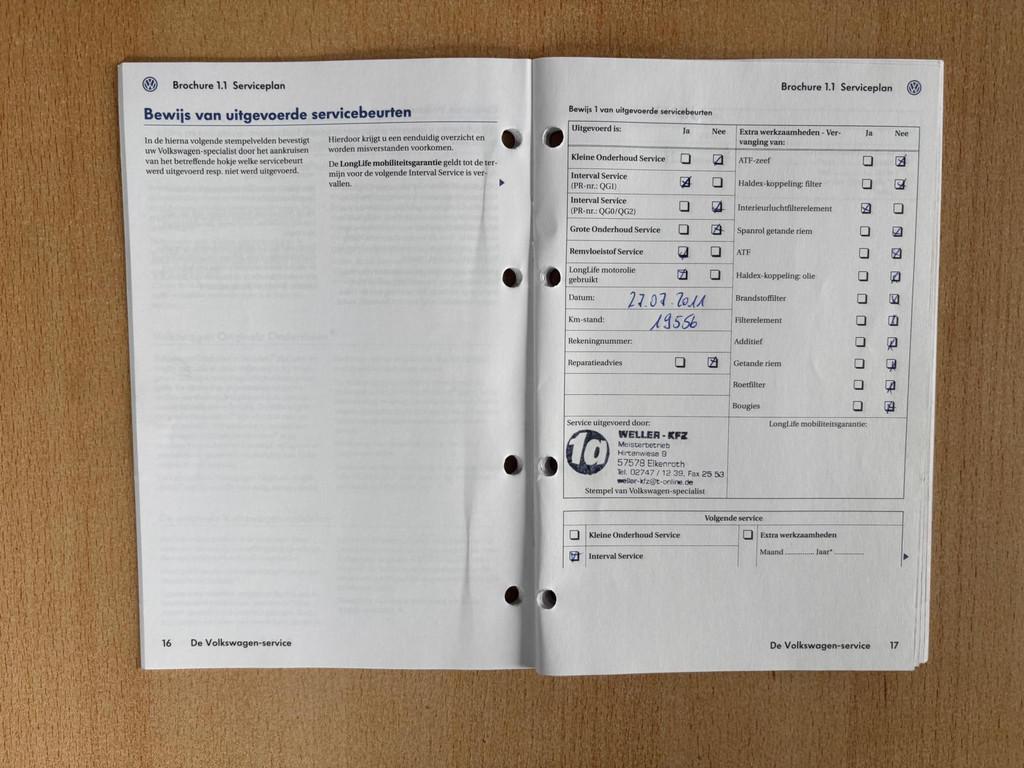 Brochure 1.1 Serviceplan
Bewijs van uitgevoerde servicebeurten
In de hierna volgende stempelvelden bevestigt
uw Volkswagen-specialist door het aankruisen
van het betreffende hokje welke servicebeurt
werd uitgevoerd resp. niet werd uitgevoerd.
Hierdoor krijgt u een eenduidig overzicht en
worden misverstanden voorkomen.
De LongLife mobiliteitsgarantie geldt tot de ter-
mijn voor de volgende Interval Service is ver-
vallen.
16 De Volkswagen-service
Brochure 1.1 Serviceplan
Bewijs 1 van uitgevoerde servicebeurten
Uitgevoerd is: Ja Nee
Kleine Onderhoud Service
Interval Service
(PR-nr.: QG1)
Interval Service
(PR-nr.: QG0/QG2)
Grote Onderhoud Service
Remvloeistof Service
LongLife motorolie
gebruikt
Datum: 27.07.2011
Km-stand: 19556
Rekeningnummer:
Reparatieadvies
Extra werkzaamheden - Ver- Ja Nee
vanging van:
ATF-zeef
Haldex-koppeling: filter
Interieurluchtfilterelement
Spanrol getande riem
ATF
Haldex-koppeling: olie
Brandstoffilter
Filterelement
Additief
Getande riem
Roetfilter
Bougies
Service uitgevoerd door:
1a
WELLER - KFZ
Meisterbetrieb
Hirtenwiese 9
57578 Elkenroth
Tel. 02747 / 12 39, Fax 25 53
weller-kfz@t-online.de
Stempel van Volkswagen-specialist
LongLife mobiliteitsgarantie:
Volgende service
Kleine Onderhoud Service
Interval Service
Extra werkzaamheden
Maand .............. Jaar* ..............
De Volkswagen-service 17